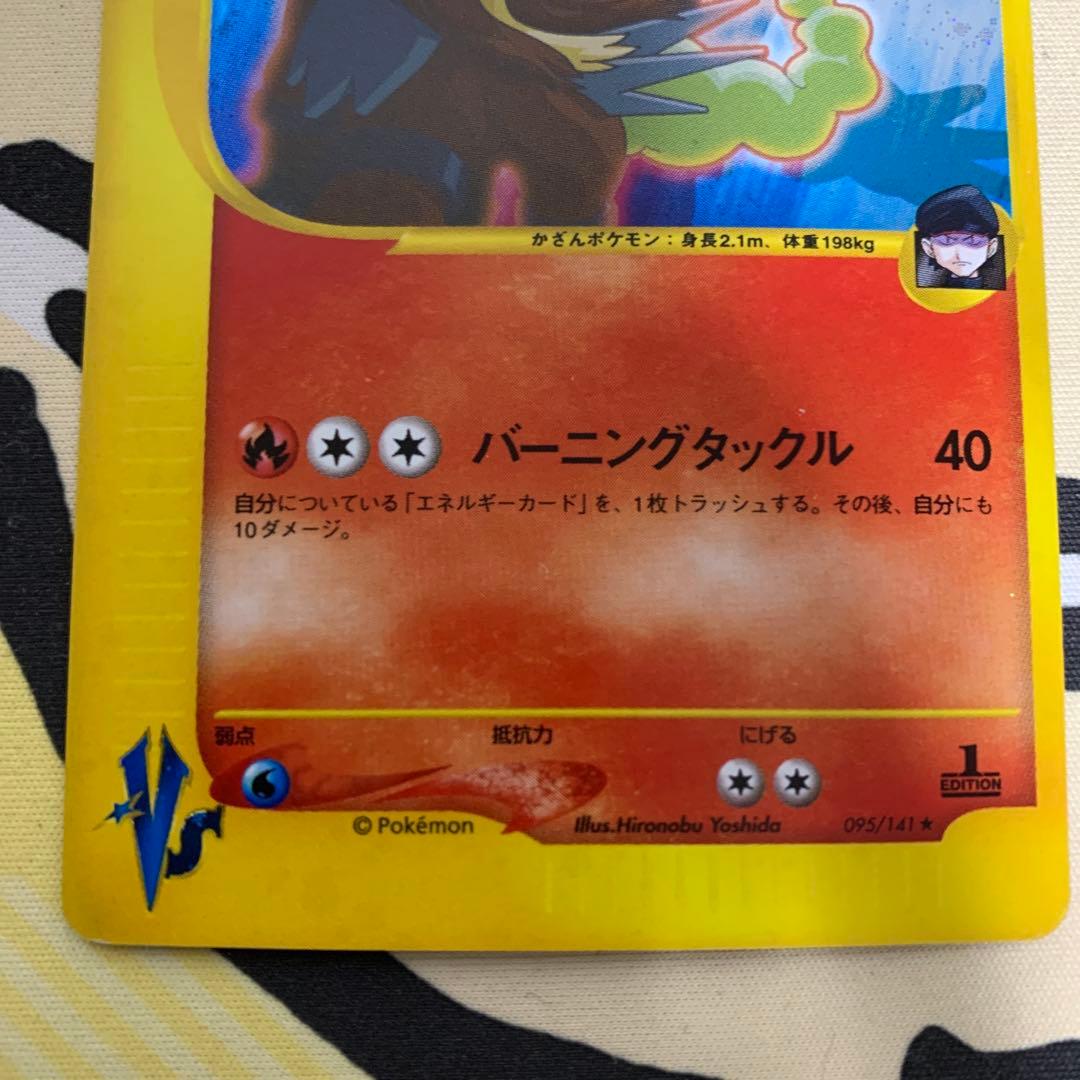 かざんポケモン：身長2.1m、体重198kg
バーニングタックル 40
自分についている「エネルギーカード」を、1枚トラッシュする。その後、自分にも
10ダメージ。
弱点 抵抗力 にげる
1
EDITION
VS
© Pokémon Illus.Hironobu Yoshida 095/141★